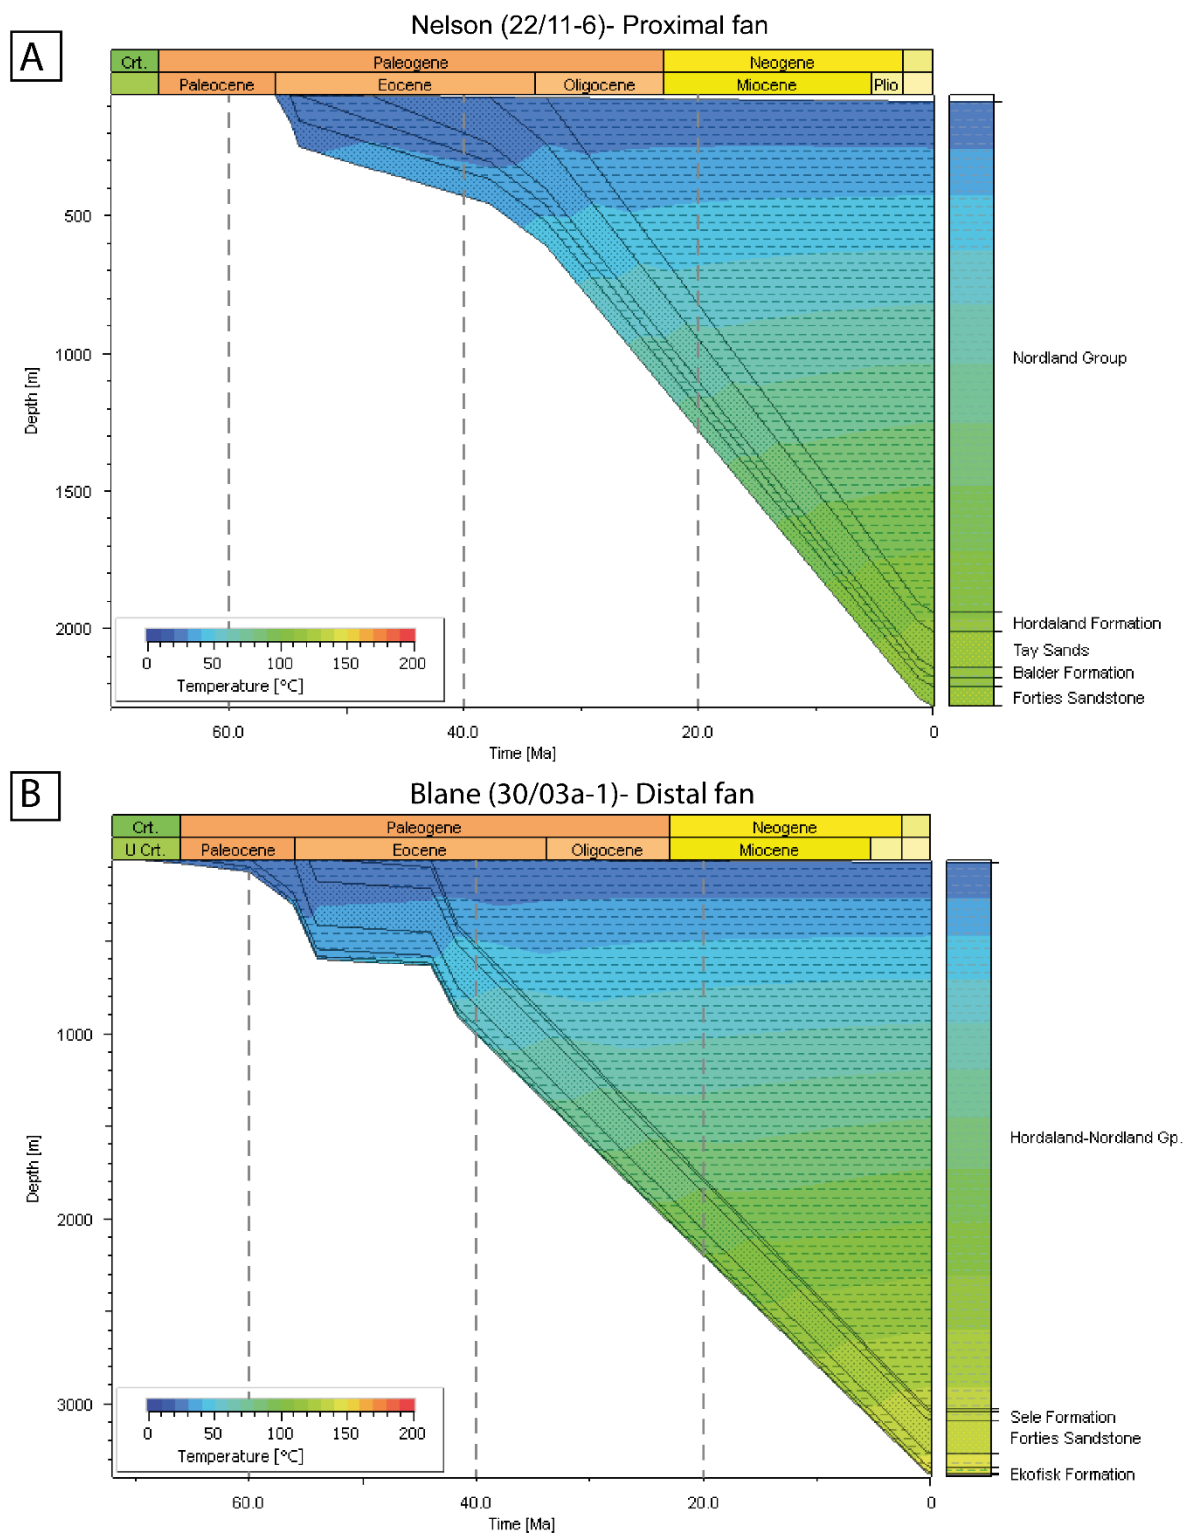 Nelson (22/11-6)- Proximal fan
A
Crt. Paleogene Neogene
Paleocene Eocene Oligocene Miocene Plio
500
1000
1500
2000
Depth [m]
Nordland Group
Hordaland Formation
Tay Sands
Balder Formation
Forties Sandstone
0 50 100 150 200
Temperature [°C]
60.0 40.0 20.0 0
Time [Ma]
B
Blane (30/03a-1)- Distal fan
Crt. Paleogene Neogene
U Crt. Paleocene Eocene Oligocene Miocene
1000
2000
3000
Depth [m]
Hordaland-Nordland Gp.
Sele Formation
Forties Sandstone
Ekofisk Formation
0 50 100 150 200
Temperature [°C]
60.0 40.0 20.0 0
Time [Ma]